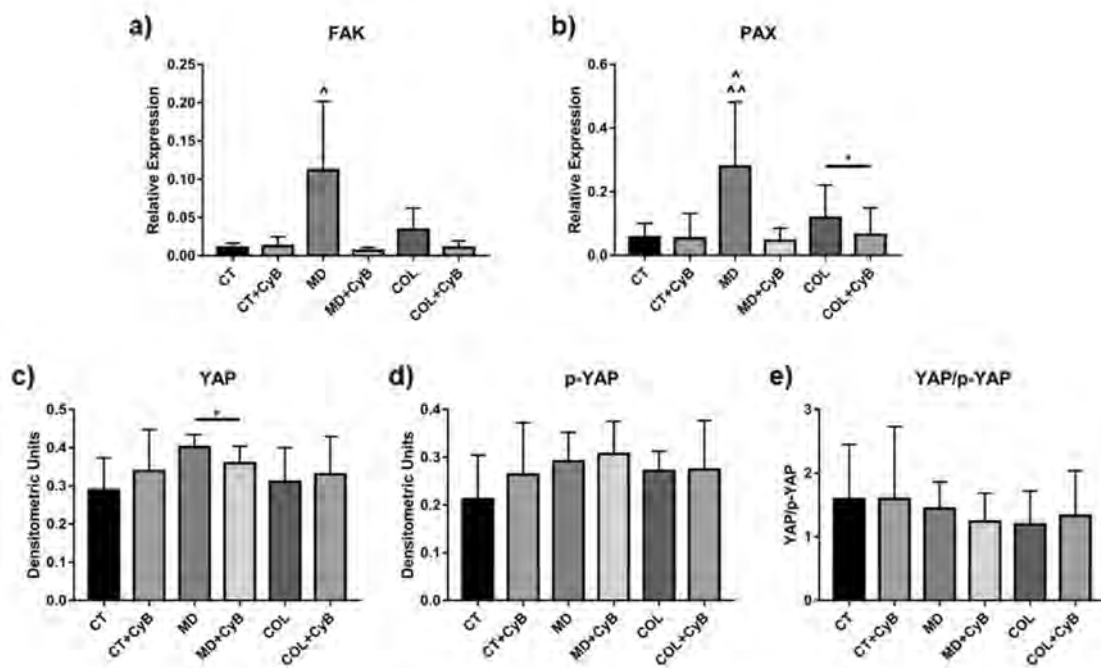 a) FAK
Relative Expression
0.25
0.20
0.15
0.10
0.05
0.00
^
CT
CT+CyB
MD
MD+CyB
COL
COL+CyB
b) PAX
Relative Expression
0.6
0.4
0.2
0.0
^
^^
*
CT
CT+CyB
MD
MD+CyB
COL
COL+CyB
c) YAP
Densitometric Units
0.5
0.4
0.3
0.2
0.1
0.0
*
CT
CT+CyB
MD
MD+CyB
COL
COL+CyB
d) p-YAP
Densitometric Units
0.4
0.3
0.2
0.1
0.0
CT
CT+CyB
MD
MD+CyB
COL
COL+CyB
e) YAP/p-YAP
YAP/p-YAP
3
2
1
0
CT
CT+CyB
MD
MD+CyB
COL
COL+CyB